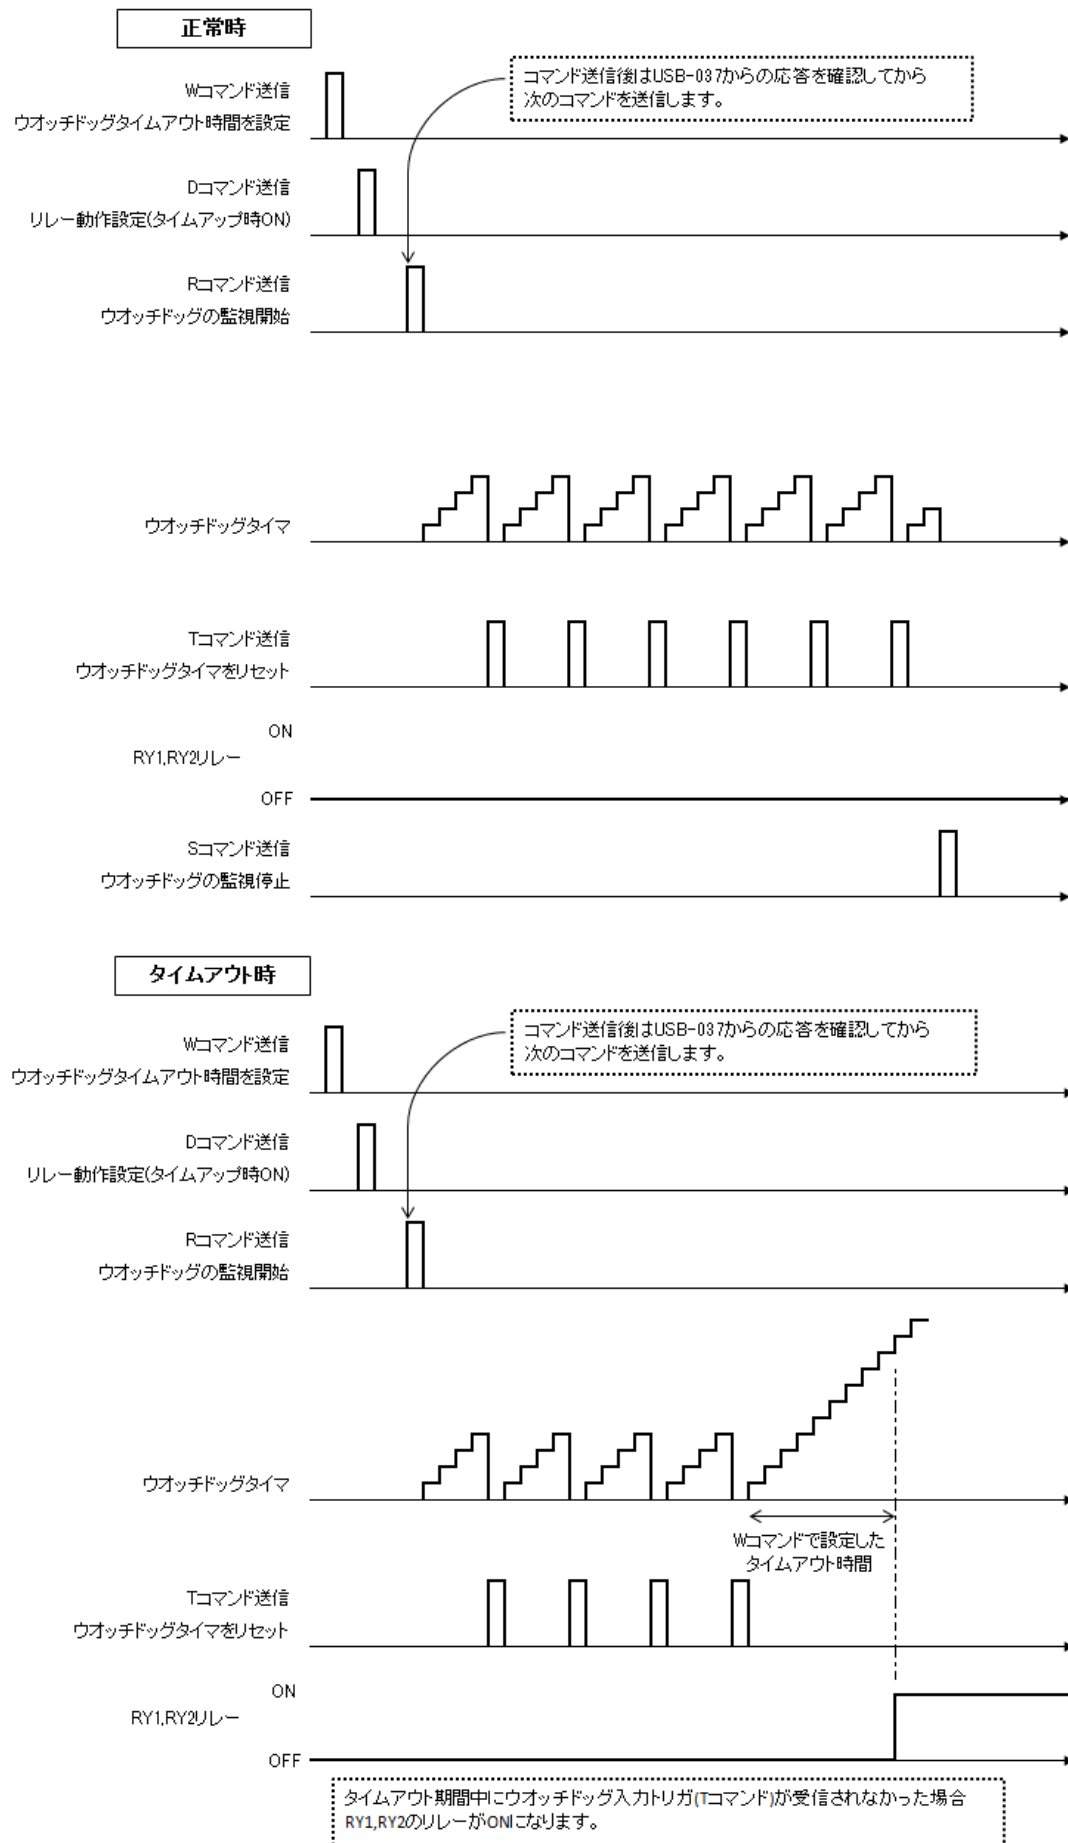 正常時
コマンド送信後はUSB-037からの応答を確認してから
次のコマンドを送信します。
Wコマンド送信
ウオッチドッグタイムアウト時間を設定
Dコマンド送信
リレー動作設定(タイムアップ時ON)
Rコマンド送信
ウオッチドッグの監視開始
ウオッチドッグタイマ
Tコマンド送信
ウオッチドッグタイマをリセット
ON
RY1,RY2リレー
OFF
Sコマンド送信
ウオッチドッグの監視停止
タイムアウト時
コマンド送信後はUSB-037からの応答を確認してから
次のコマンドを送信します。
Wコマンド送信
ウオッチドッグタイムアウト時間を設定
Dコマンド送信
リレー動作設定(タイムアップ時ON)
Rコマンド送信
ウオッチドッグの監視開始
ウオッチドッグタイマ
Wコマンドで設定した
タイムアウト時間
Tコマンド送信
ウオッチドッグタイマをリセット
ON
RY1,RY2リレー
OFF
タイムアウト期間中にウオッチドッグ入力トリガ(Tコマンド)が受信されなかった場合
RY1,RY2のリレーがONになります。